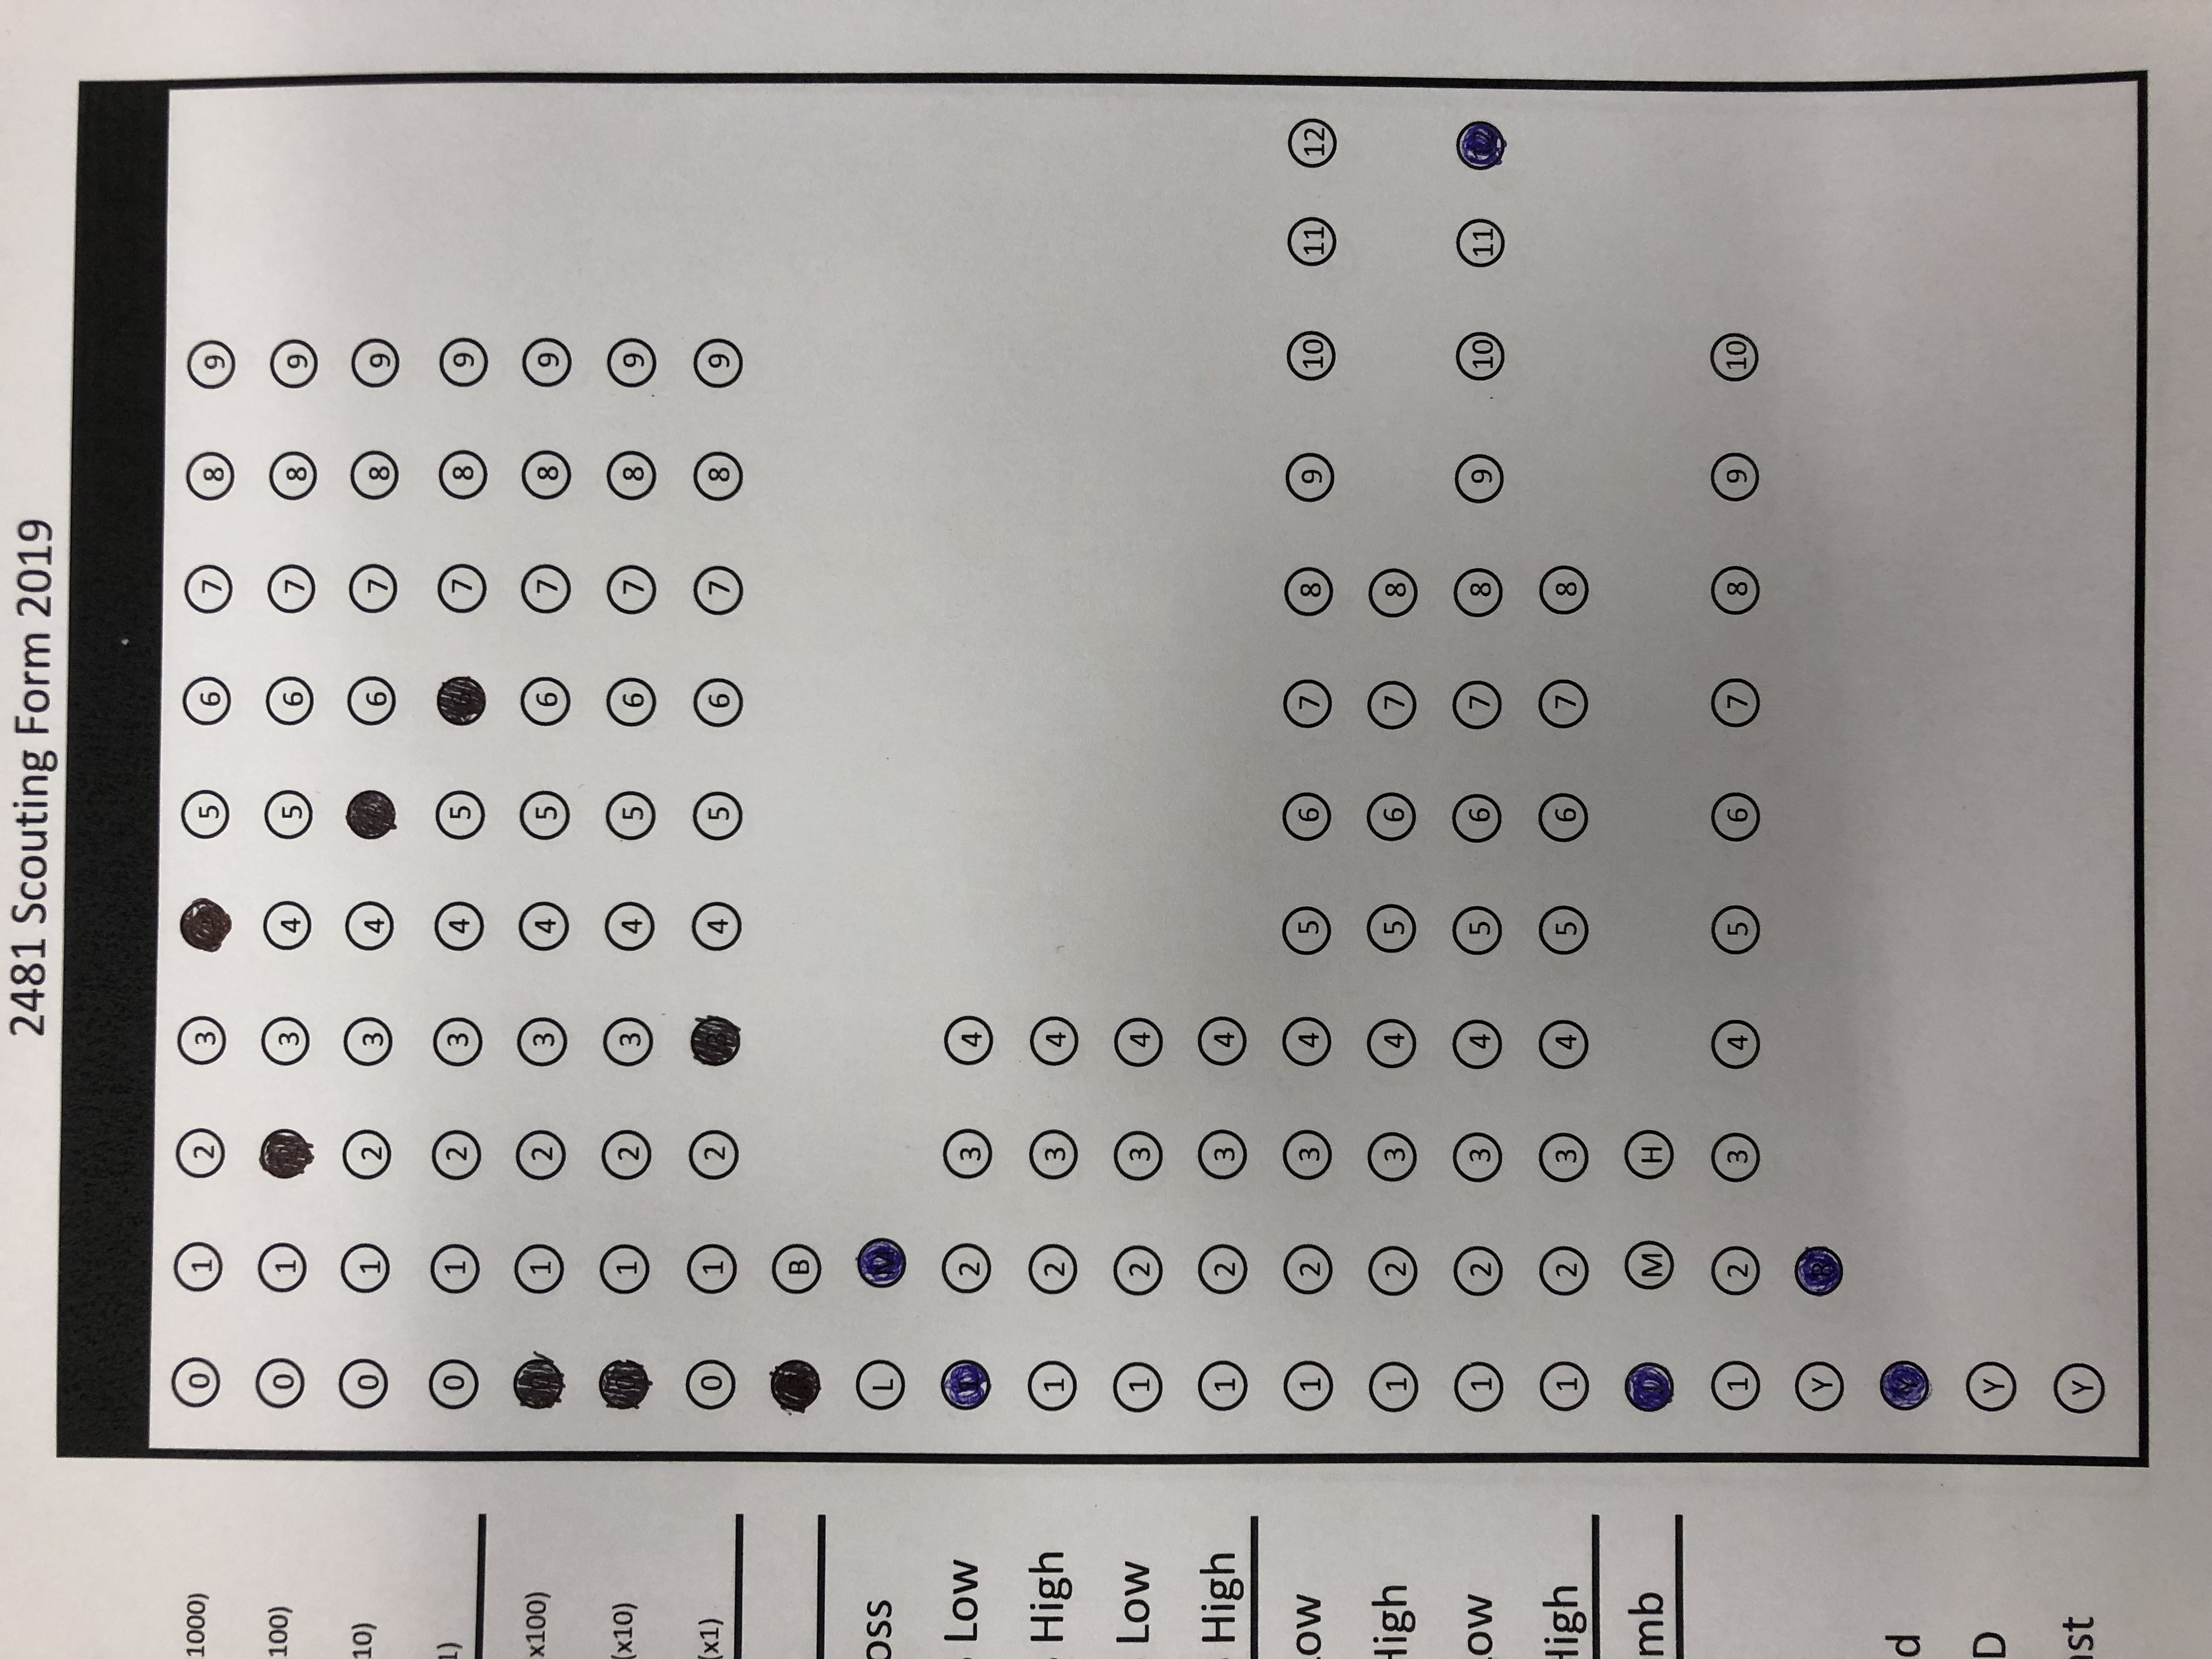 2481 Scouting Form 2019
1000) 0 1 2 3 5 6 7 8 9
100) 0 1 3 4 5 6 7 8 9
10) 0 1 2 3 4 6 7 8 9
1) 0 1 2 3 4 5 6 7 8 9
x100) 1 2 3 4 5 6 7 8 9
(x10) 1 2 3 4 5 6 7 8 9
(x1) 0 1 2 3 4 5 6 7 8 9
R B
oss L M
Low 1 2 3 4
High 1 2 3 4
Low 1 2 3 4
High 1 2 3 4
ow 1 2 3 4 5 6 7 8 9 10 11 12
High 1 2 3 4 5 6 7 8
ow 1 2 3 4 5 6 7 8 9 10 11 12
High 1 2 3 4 5 6 7 8
mb M H
1 2 3 4 5 6 7 8 9 10
Y R
d Y
D Y
st Y